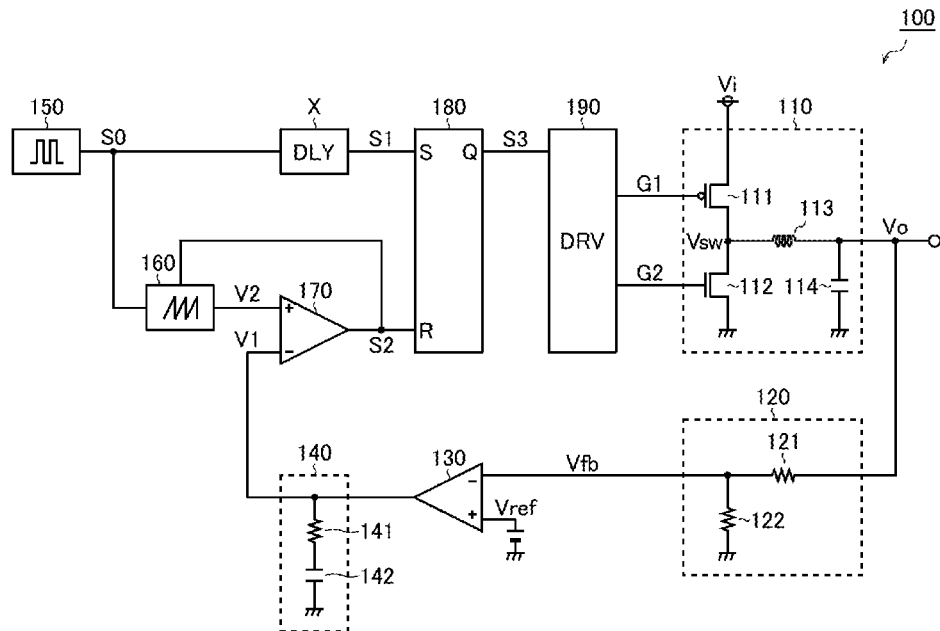 100
150
X
180
190
Vi
110
S0
DLY
S1
S
Q
S3
G1
111
113
DRV
Vsw
Vo
160
G2
112
114
V2
170
V1
S2
R
120
140
130
Vfb
121
Vref
122
141
142
+
−
−
+